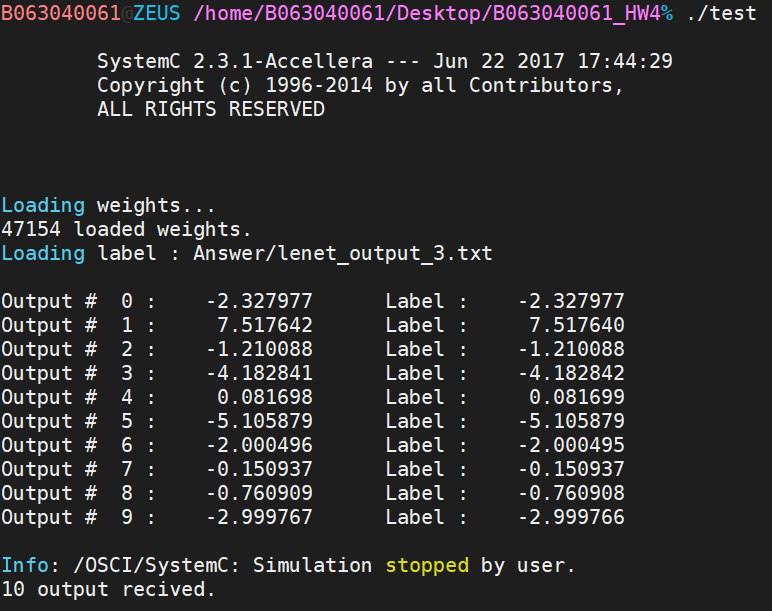 B063040061@ZEUS /home/B063040061/Desktop/B063040061_HW4% ./test
SystemC 2.3.1-Accellera --- Jun 22 2017 17:44:29
Copyright (c) 1996-2014 by all Contributors,
ALL RIGHTS RESERVED
Loading weights...
47154 loaded weights.
Loading label : Answer/lenet_output_3.txt
Output # 0 : -2.327977 Label : -2.327977
Output # 1 : 7.517642 Label : 7.517640
Output # 2 : -1.210088 Label : -1.210088
Output # 3 : -4.182841 Label : -4.182842
Output # 4 : 0.081698 Label : 0.081699
Output # 5 : -5.105879 Label : -5.105879
Output # 6 : -2.000496 Label : -2.000495
Output # 7 : -0.150937 Label : -0.150937
Output # 8 : -0.760909 Label : -0.760908
Output # 9 : -2.999767 Label : -2.999766
Info: /OSCI/SystemC: Simulation stopped by user.
10 output recived.